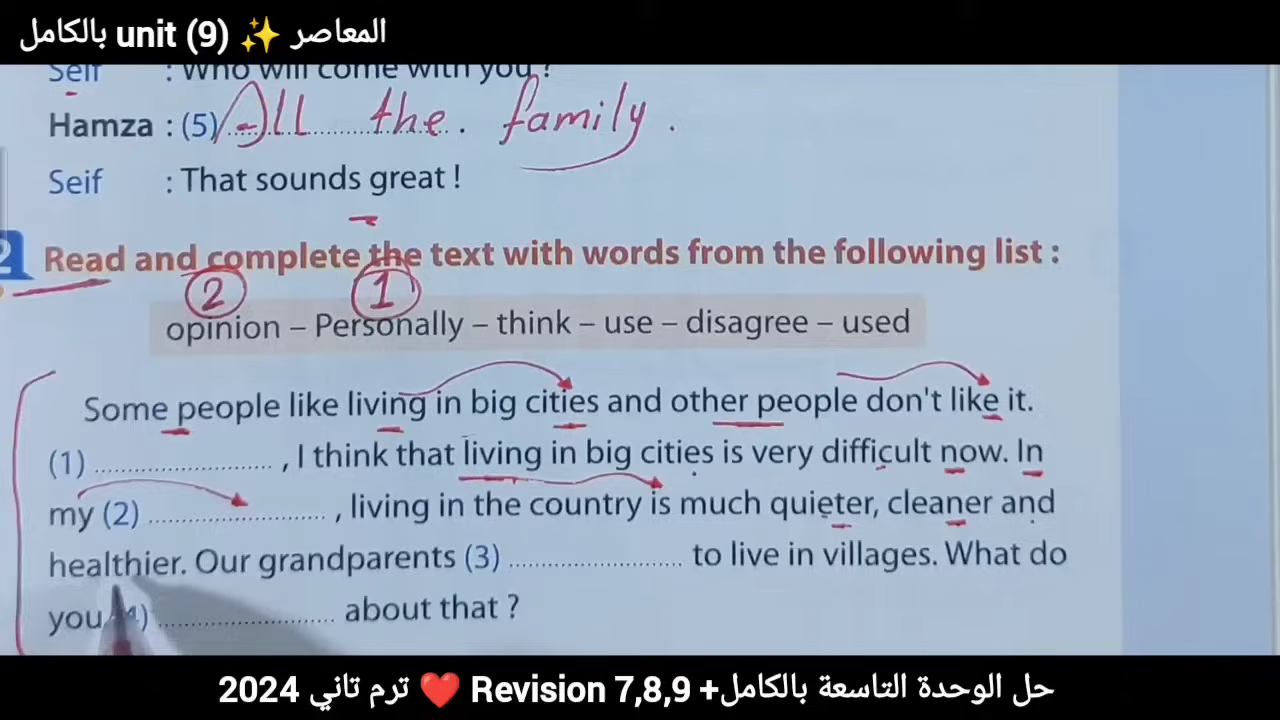 المعاصر ✨ unit (9) بالكامل
Seif : Who will come with you ?
Hamza : (5) All the family.
Seif : That sounds great !
2 Read and complete the text with words from the following list :
2 1
opinion – Personally – think – use – disagree – used
Some people like living in big cities and other people don't like it.
(1) ........................ , I think that living in big cities is very difficult now. In
my (2) ........................ , living in the country is much quieter, cleaner and
healthier. Our grandparents (3) ........................ to live in villages. What do
you (4) ........................ about that ?
حل الوحدة التاسعة بالكامل+ Revision 7,8,9 ❤️ ترم تاني 2024